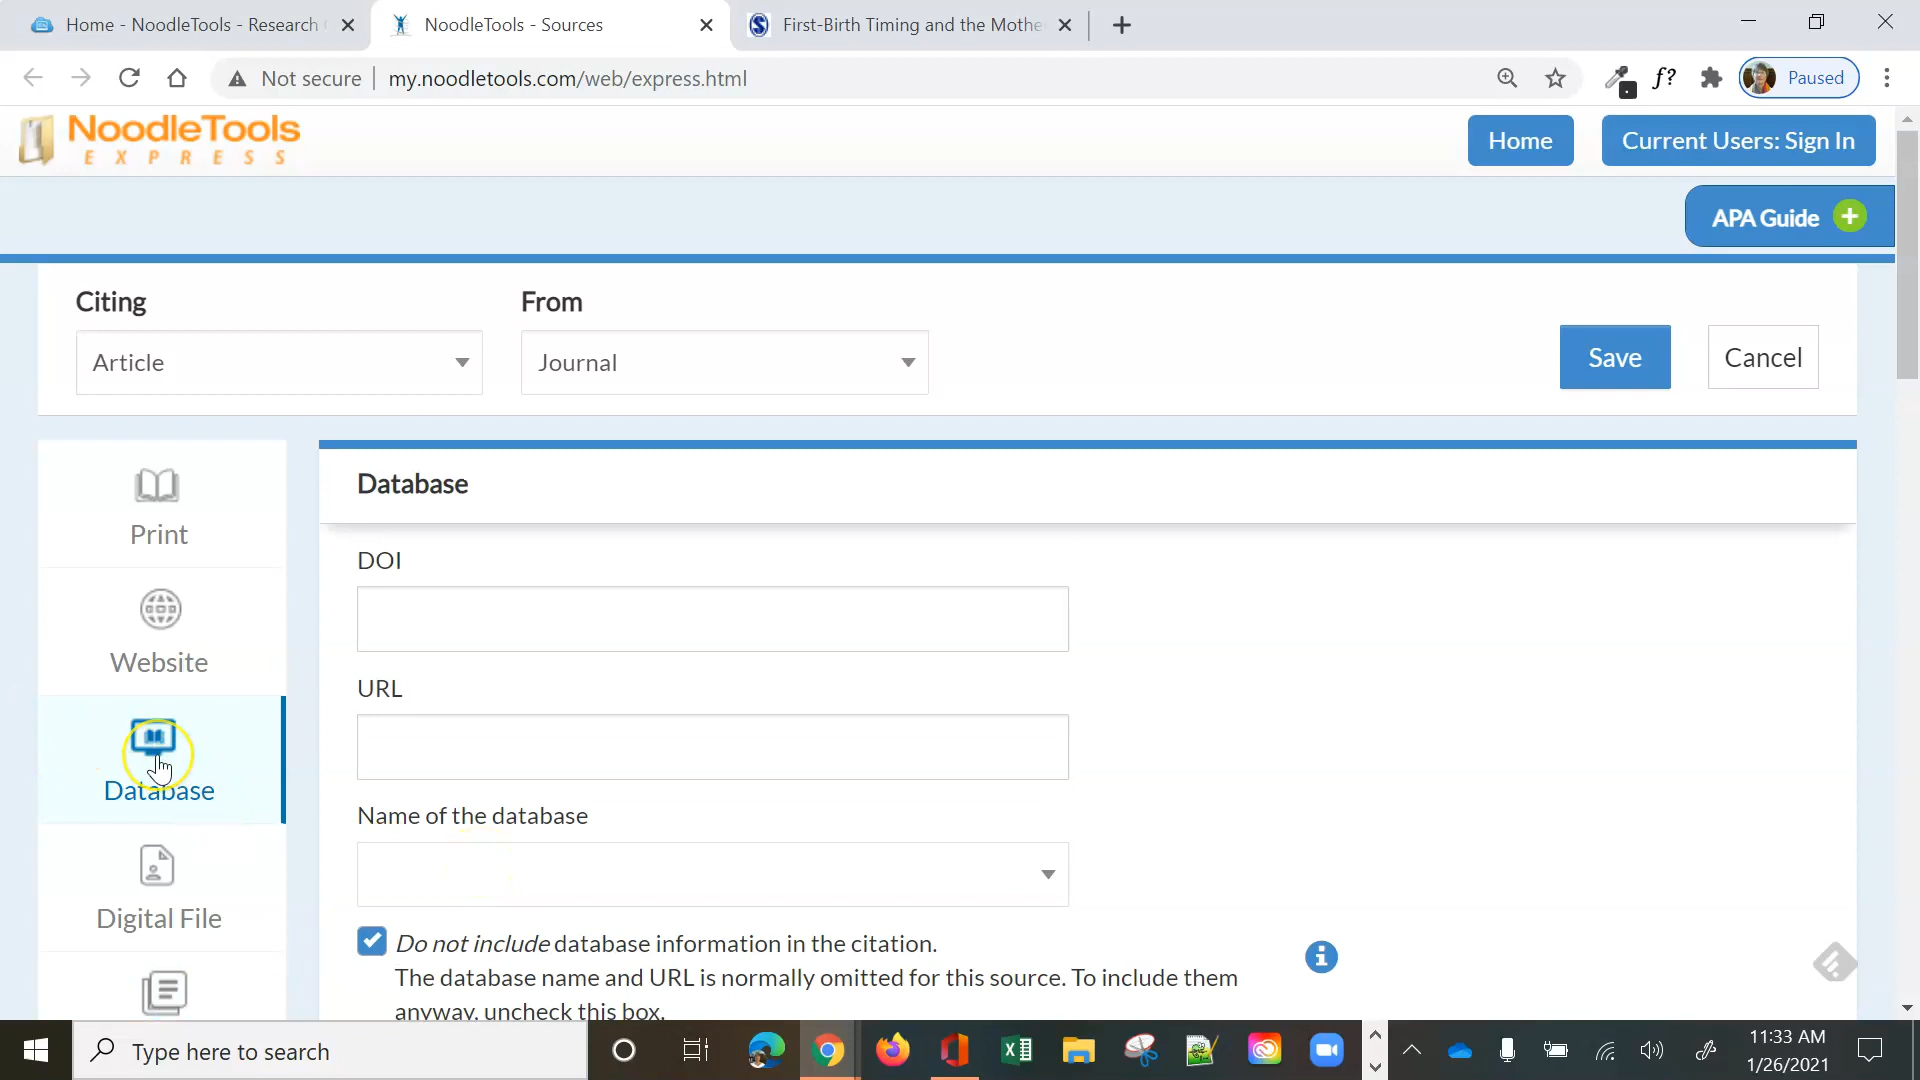 Home - NoodleTools - Research
NoodleTools - Sources
First-Birth Timing and the Mothe
Not secure
my.noodletools.com/web/express.html
f?
Paused
NoodleTools
EXPRESS
Home
Current Users: Sign In
APA Guide
Citing
From
Article
Journal
Save
Cancel
Print
Website
Database
Digital File
Database
DOI
URL
Name of the database
Do not include database information in the citation.
The database name and URL is normally omitted for this source. To include them
anyway, uncheck this box.
Type here to search
11:33 AM
1/26/2021